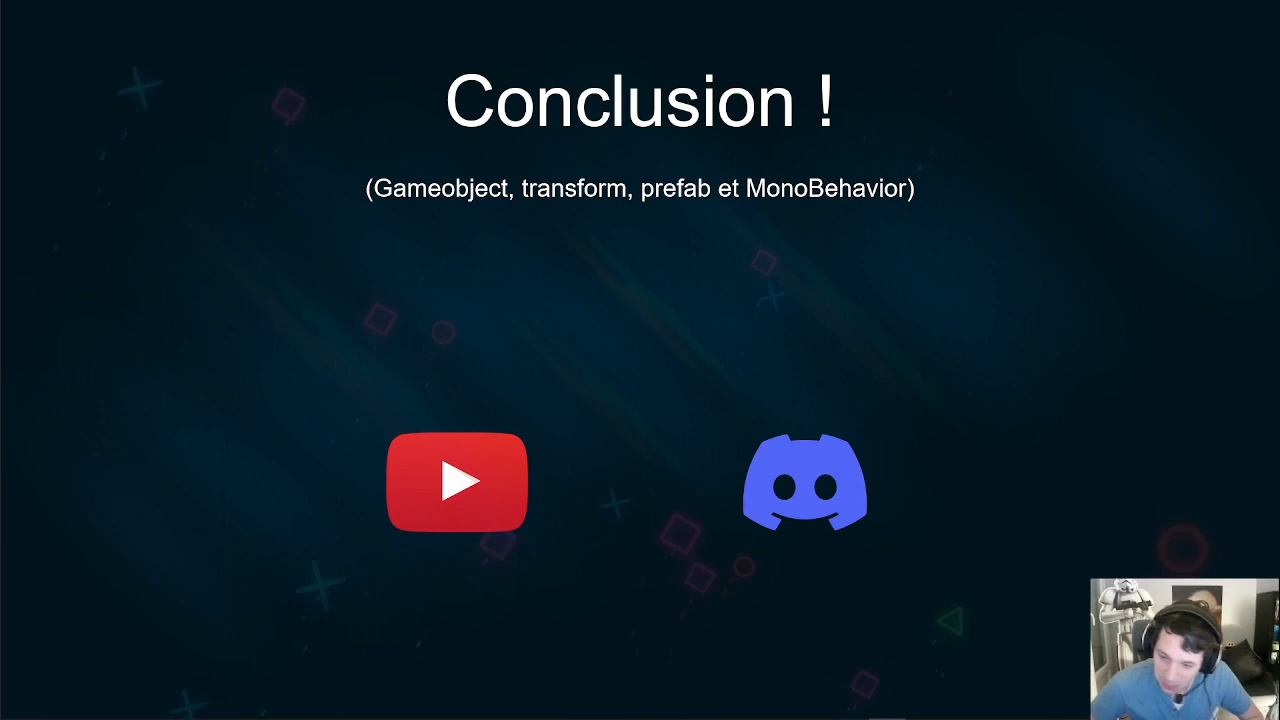 Conclusion !
(Gameobject, transform, prefab et MonoBehavior)